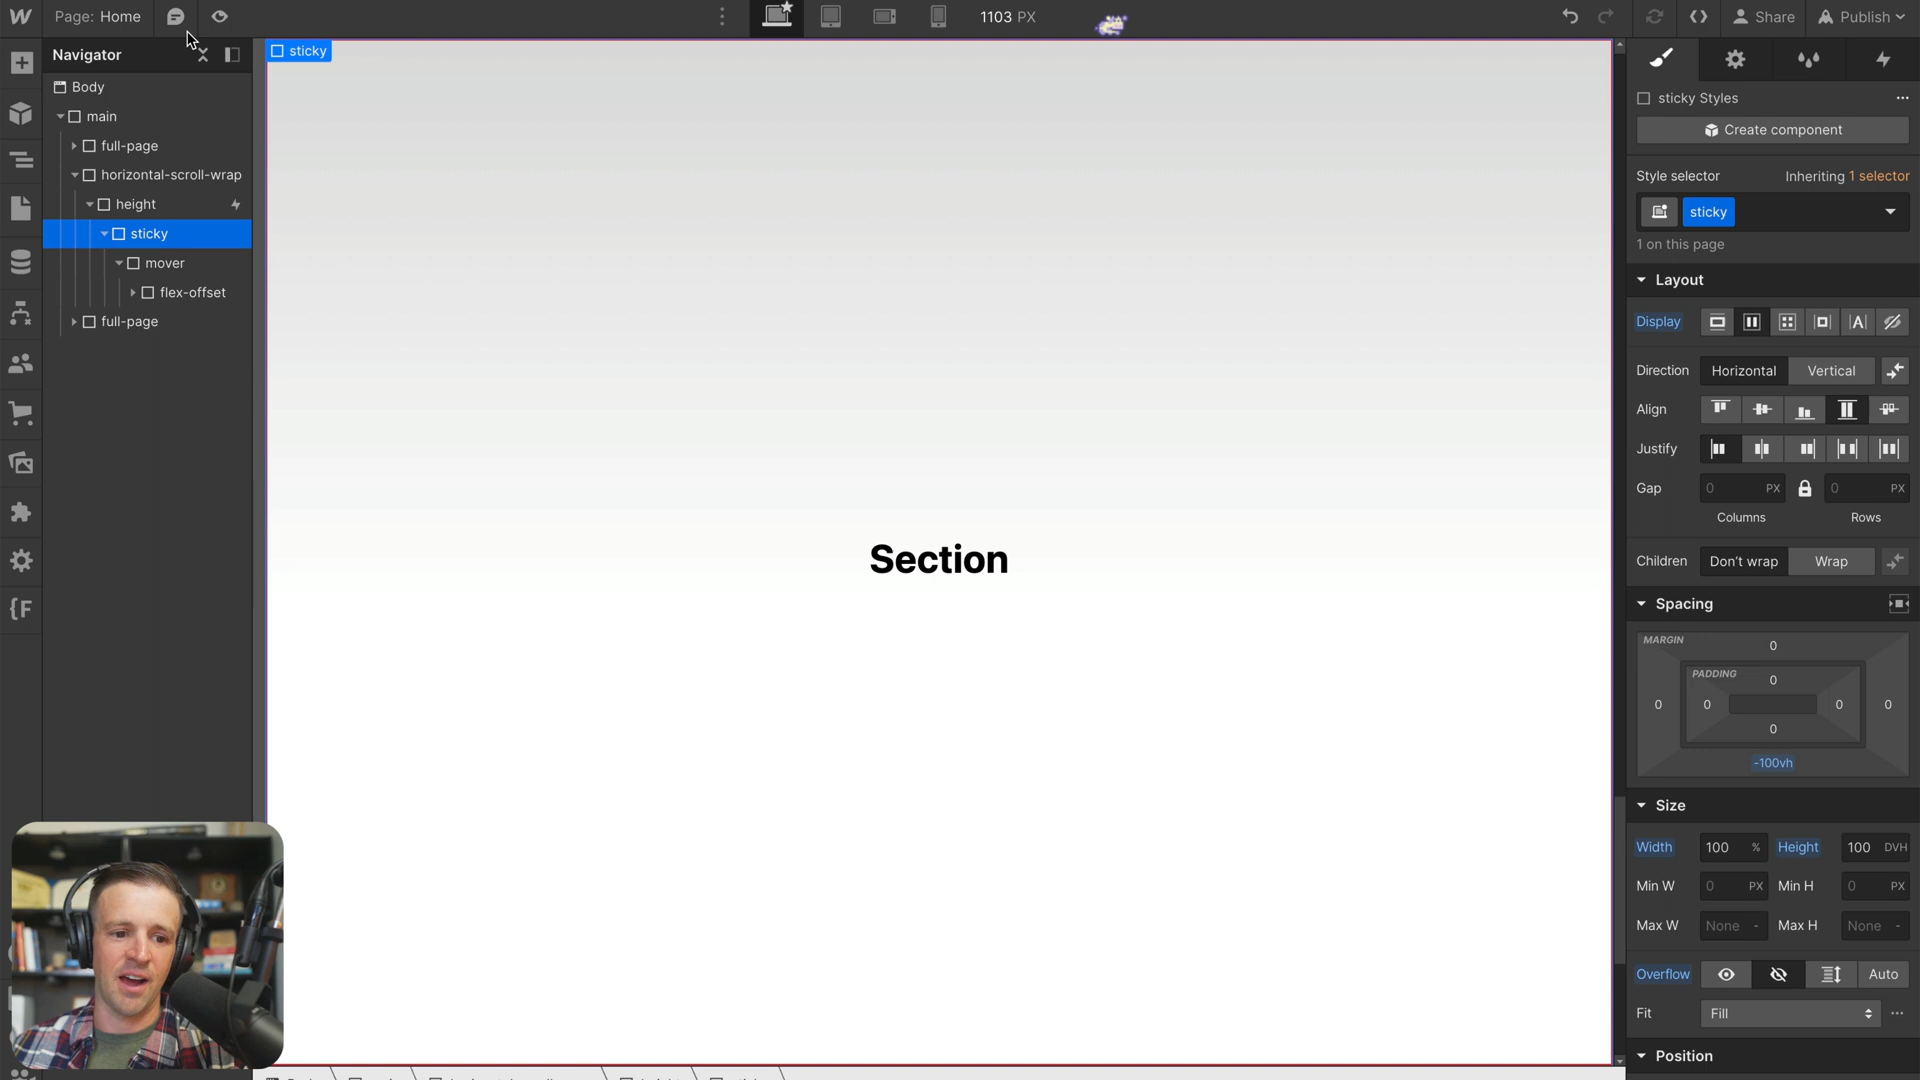 Page: Home
1103 PX
Share
Publish
Navigator
Body
main
full-page
horizontal-scroll-wrap
height
sticky
mover
flex-offset
full-page
sticky
Section
sticky Styles
Create component
Style selector
Inheriting 1 selector
sticky
1 on this page
Layout
Display
Direction
Horizontal
Vertical
Align
Justify
Gap
0 PX
0 PX
Columns
Rows
Children
Don't wrap
Wrap
Spacing
MARGIN
0
PADDING
0
0
0
0
0
0
-100vh
Size
Width
100 %
Height
100 DVH
Min W
0 PX
Min H
0 PX
Max W
None -
Max H
None -
Overflow
Auto
Fit
Fill
Position